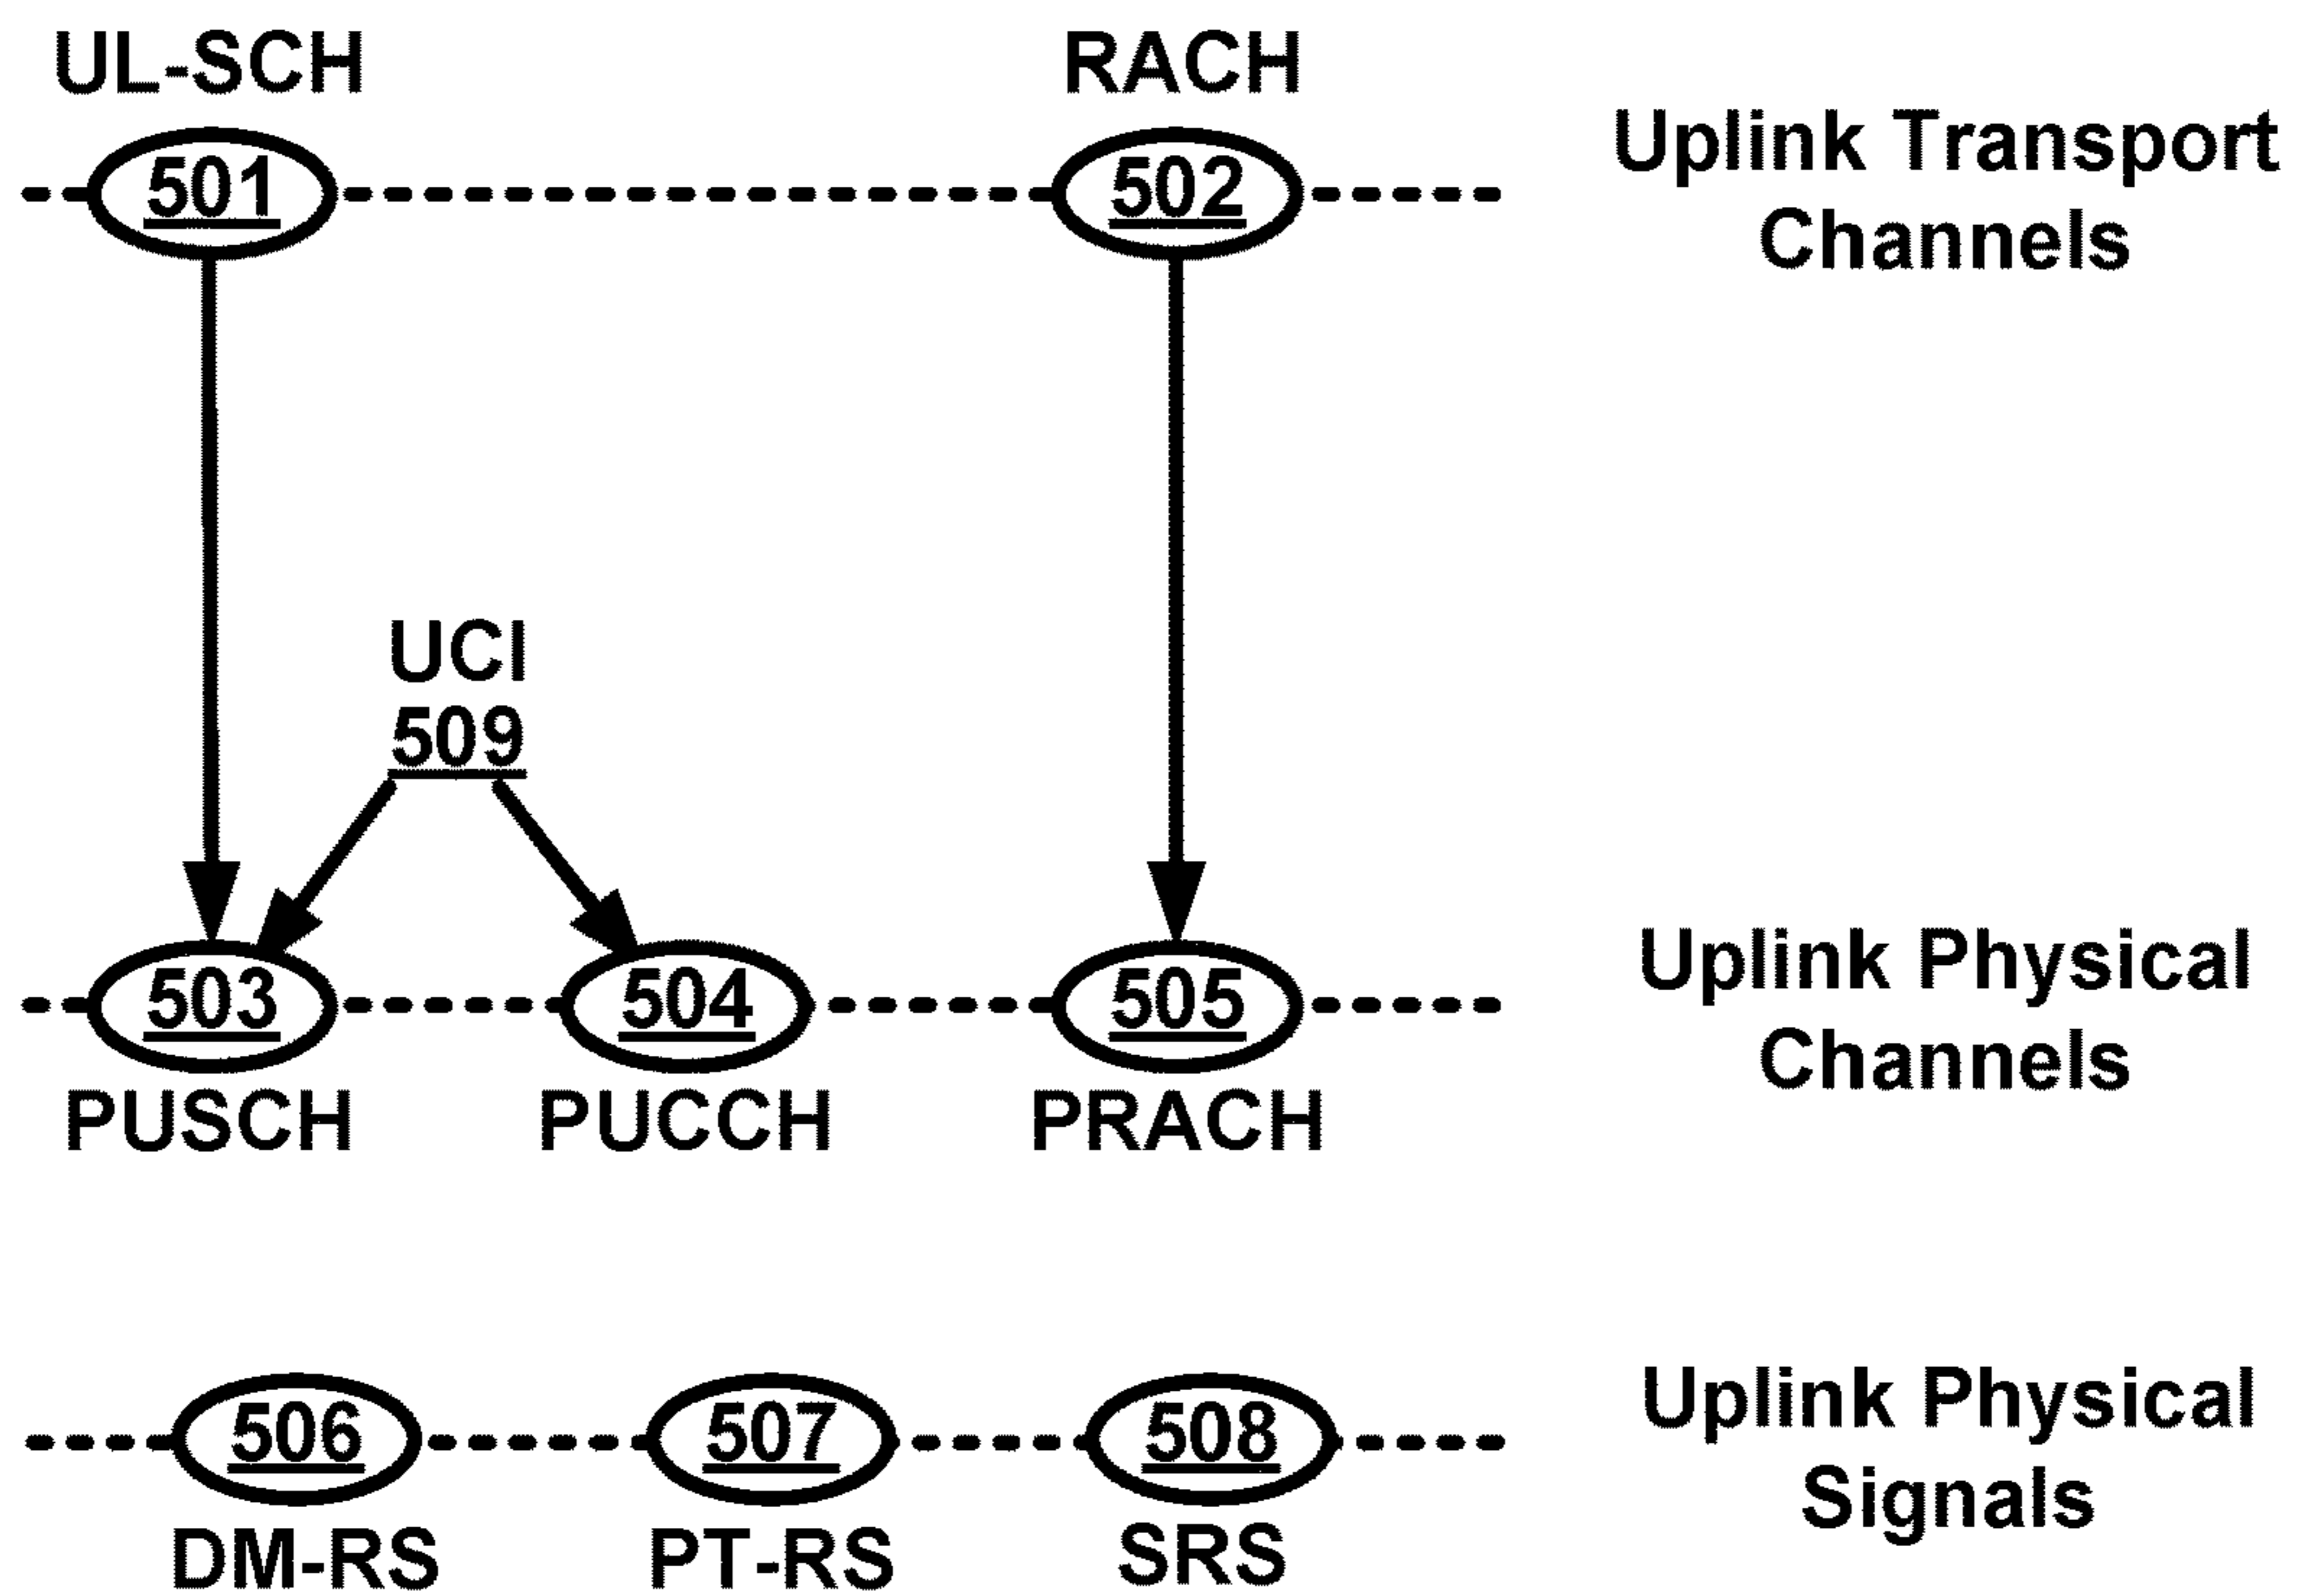 UL-SCH
RACH
501
502
Uplink Transport
Channels
UCI
509
503
504
505
Uplink Physical
Channels
PUSCH
PUCCH
PRACH
506
507
508
Uplink Physical
Signals
DM-RS
PT-RS
SRS